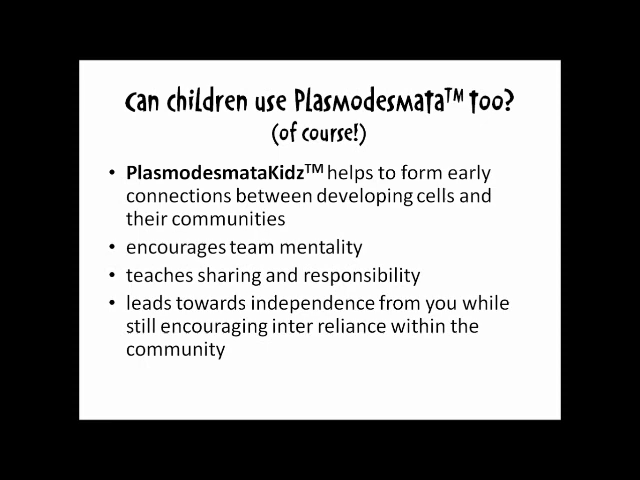 Can children use Plasmodesmata™ too?
(of course!)
• PlasmodesmataKidz™ helps to form early
connections between developing cells and
their communities
• encourages team mentality
• teaches sharing and responsibility
• leads towards independence from you while
still encouraging inter reliance within the
community